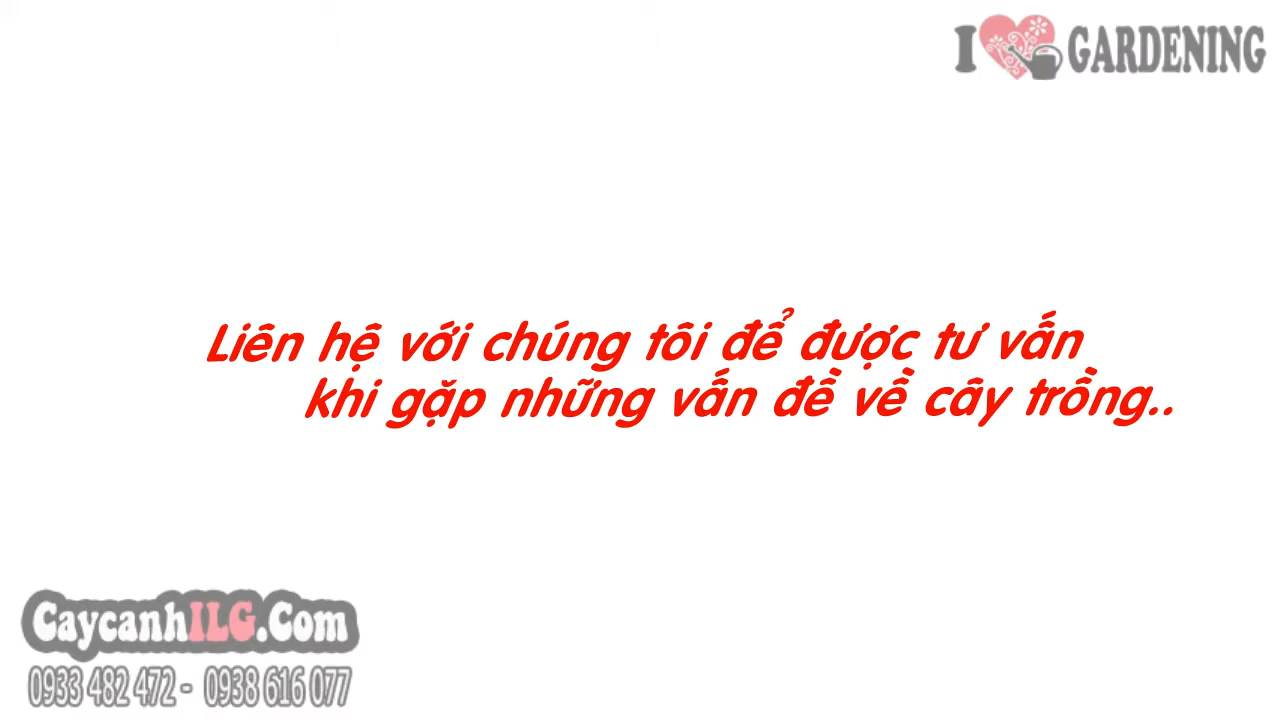 I GARDENING
Liên hệ với chúng tôi để được tư vấn
khi gặp những vấn đề về cây trồng..
CaycanhILG.Com
0933 482 472 - 0938 616 077